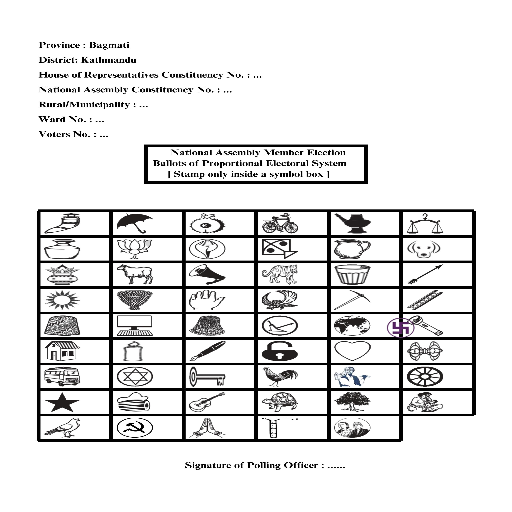 Province : Bagmati
District: Kathmandu
House of Representatives Constituency No. : ...
National Assembly Constituency No. : ...
Rural/Municipality : ...
Ward No. : ...
Voters No. : ...
National Assembly Member Election
Ballots of Proportional Electoral System
[ Stamp only inside a symbol box ]
Signature of Polling Officer : ......